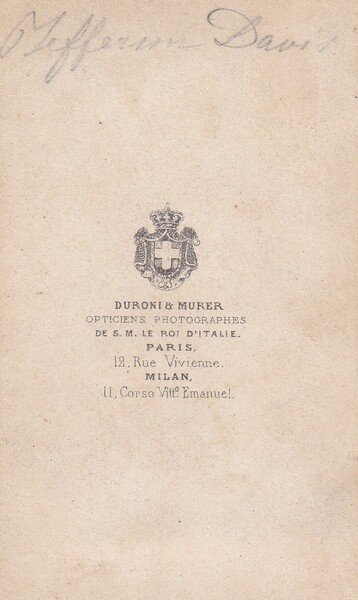 Jefferson Davis
DURONI & MURER
OPTICIENS PHOTOGRAPHES
DE S. M. LE ROI D'ITALIE.
PARIS,
12, Rue Vivienne.
MILAN,
11, Corso Vitto. Emanuel.